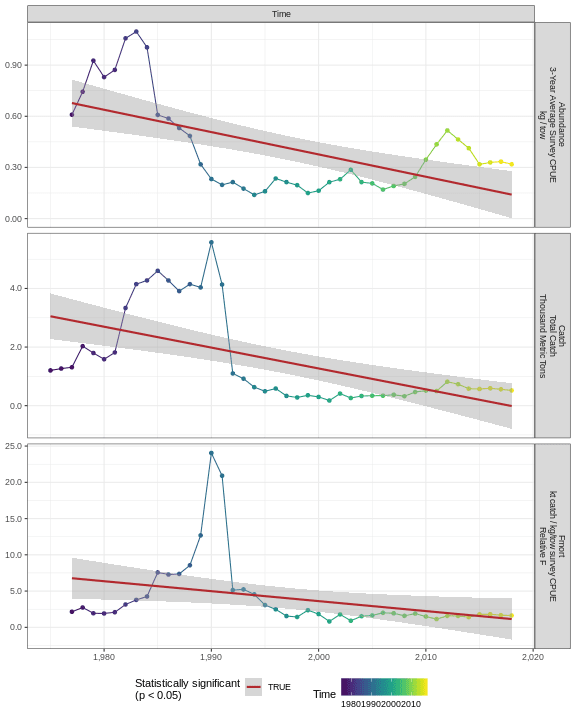 Time
0.90
0.60
0.30
0.00
Abundance
3-Year Average Survey CPUE
kg / tow
4.0
2.0
0.0
Catch
Total Catch
Thousand Metric Tons
25.0
20.0
15.0
10.0
5.0
0.0
Fmort
kt catch / kg/tow survey CPUE
Relative F
1,980
1,990
2,000
2,010
2,020
Statistically significant
(p < 0.05)
TRUE
Time
1980199020002010